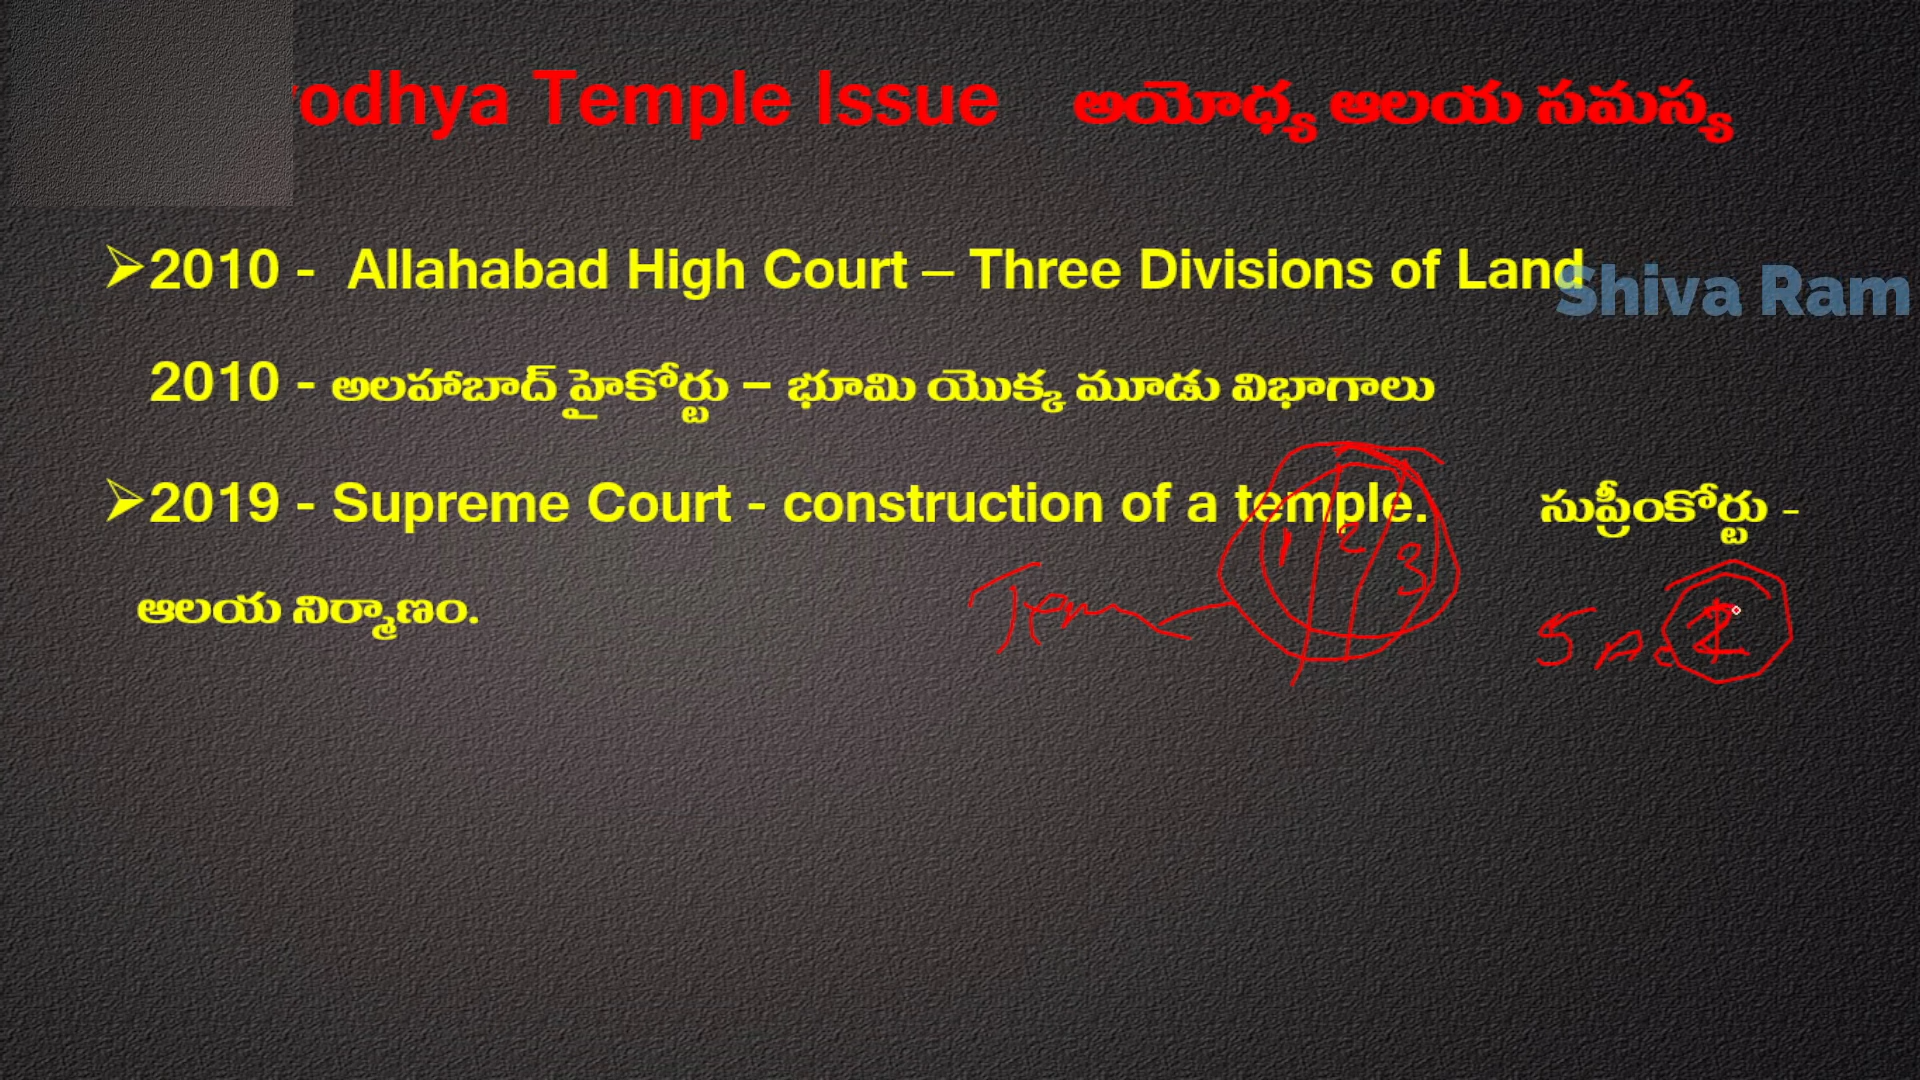 yodhya Temple Issue అయోధ్య ఆలయ సమస్య
➢2010 - Allahabad High Court – Three Divisions of Land
Shiva Ram
2010 - అలహాబాద్ హైకోర్టు – భూమి యొక్క మూడు విభాగాలు
➢2019 - Supreme Court - construction of a temple. సుప్రీంకోర్టు -
1 2 3
ఆలయ నిర్మాణం.